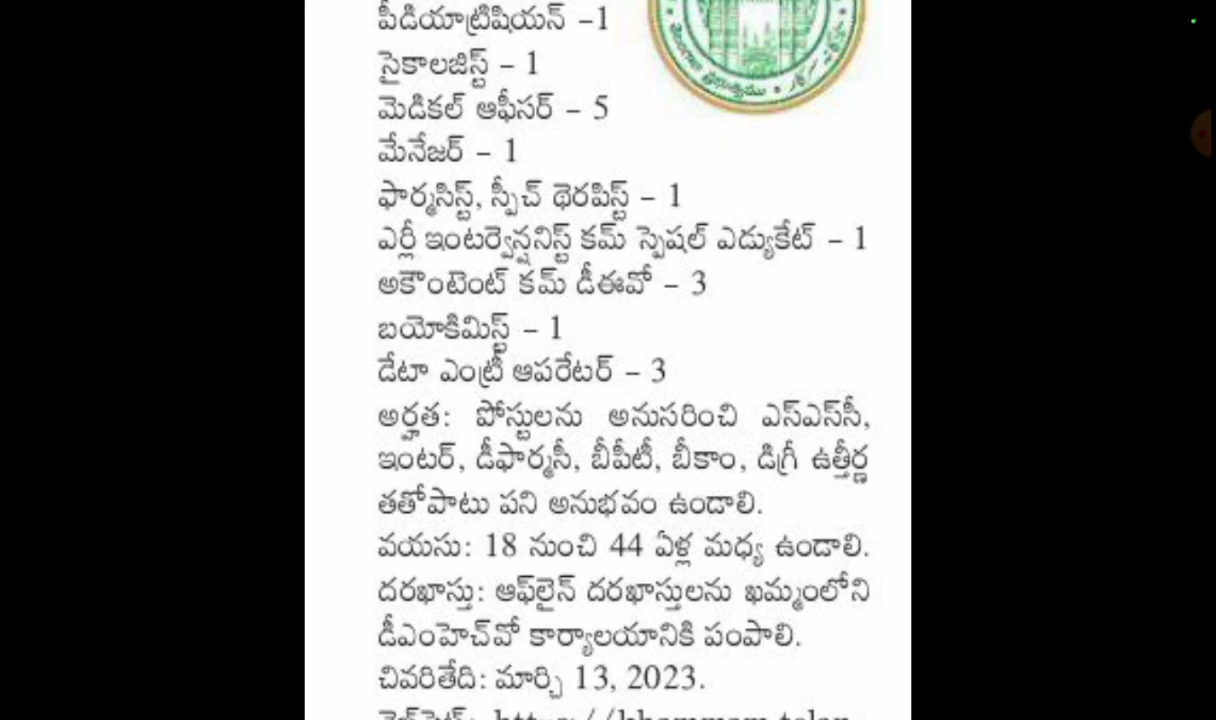 పీడియాట్రిషియన్ –1
సైకాలజిస్ట్ – 1
మెడికల్ ఆఫీసర్ – 5
మేనేజర్ – 1
ఫార్మసిస్ట్, స్పీచ్ థెరపిస్ట్ – 1
ఎర్లీ ఇంటర్వెన్షనిస్ట్ కమ్ స్పెషల్ ఎడ్యుకేట్ – 1
అకౌంటెంట్ కమ్ డీఈవో – 3
బయోకెమిస్ట్ – 1
డేటా ఎంట్రీ ఆపరేటర్ – 3
అర్హత: పోస్టులను అనుసరించి ఎస్ఎస్‌సీ,
ఇంటర్, డీఫార్మసీ, బీపీటీ, బీకాం, డిగ్రీ ఉత్తీర్ణ
తతోపాటు పని అనుభవం ఉండాలి.
వయసు: 18 నుంచి 44 ఏళ్ల మధ్య ఉండాలి.
దరఖాస్తు: ఆఫ్‌లైన్ దరఖాస్తులను ఖమ్మంలోని
డీఎంహెచ్‌వో కార్యాలయానికి పంపాలి.
చివరితేది: మార్చి 13, 2023.